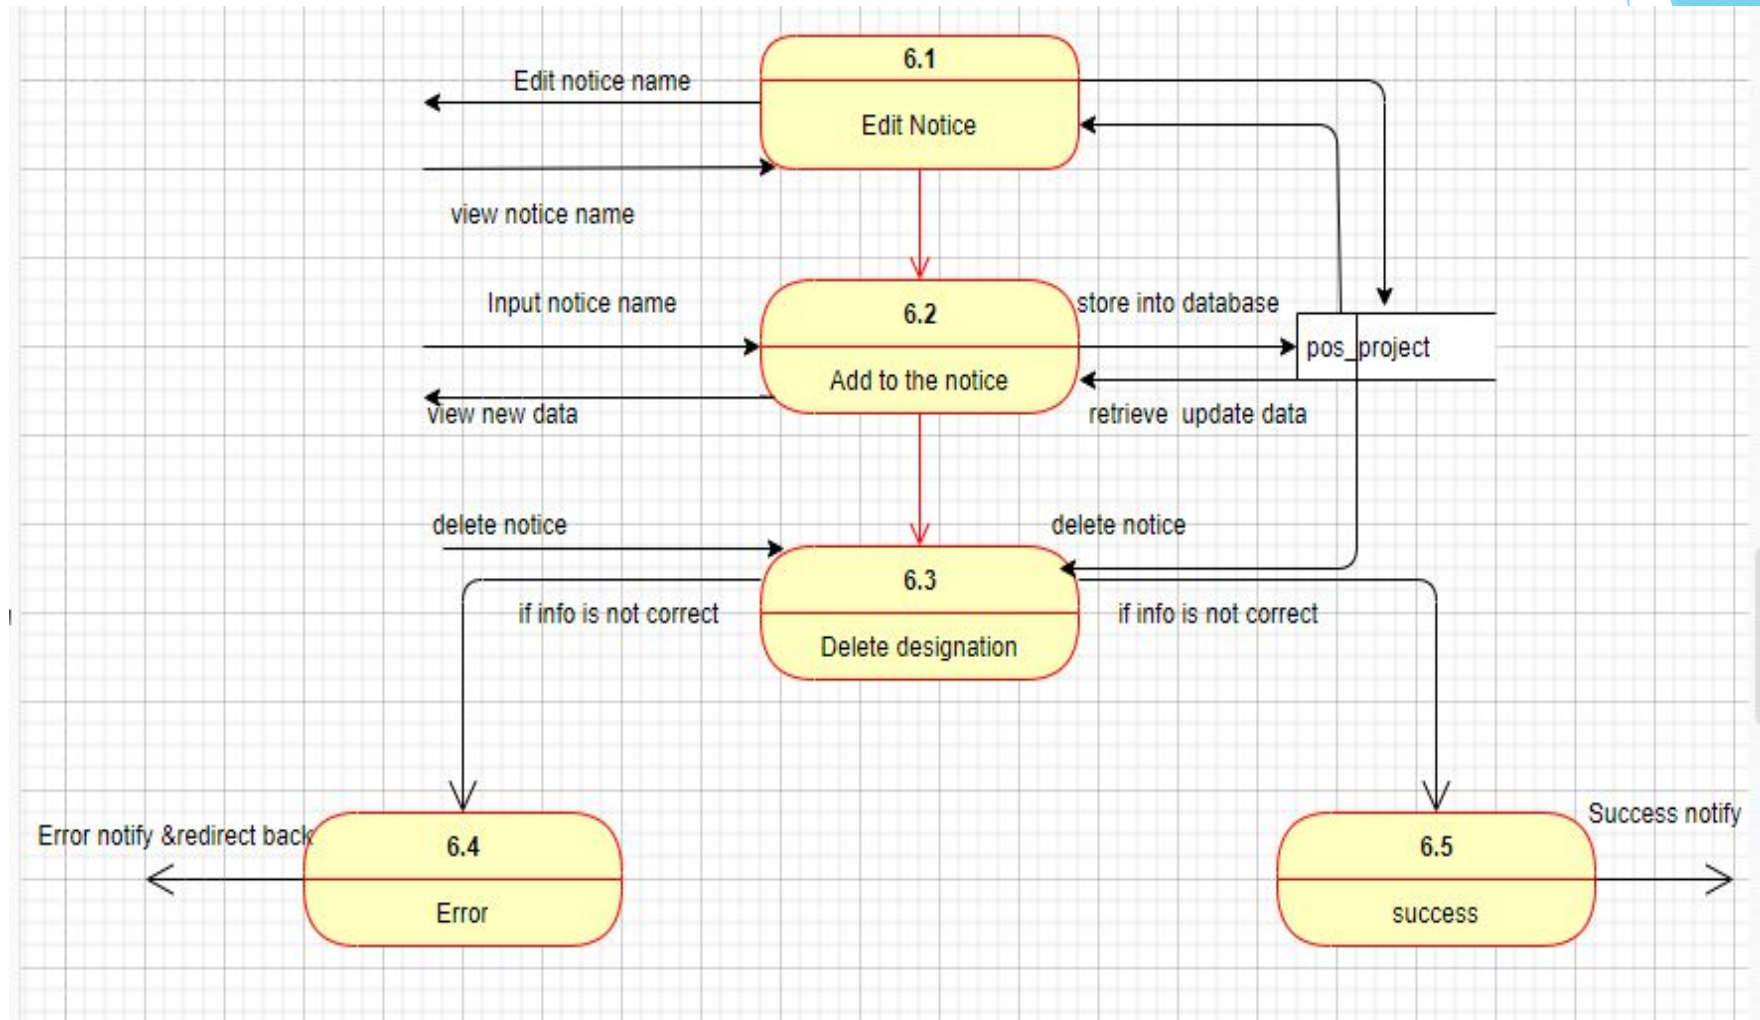 6.1
Edit notice name
Edit Notice
view notice name
Input notice name
6.2
store into database
pos_project
Add to the notice
view new data
retrieve  update data
delete notice
delete notice
6.3
if info is not correct
if info is not correct
Delete designation
Error notify &redirect back
6.4
Error
Success notify
6.5
success